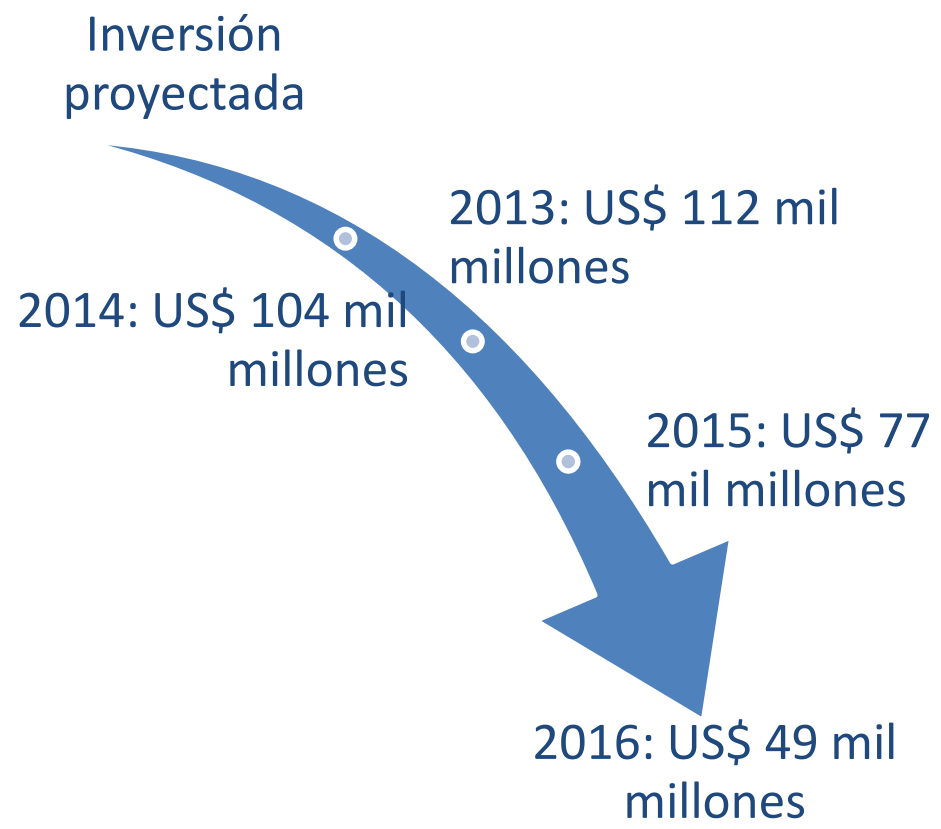 Inversión
proyectada
2013: US$ 112 mil
millones
2014: US$ 104 mil
millones
2015: US$ 77
mil millones
2016: US$ 49 mil
millones